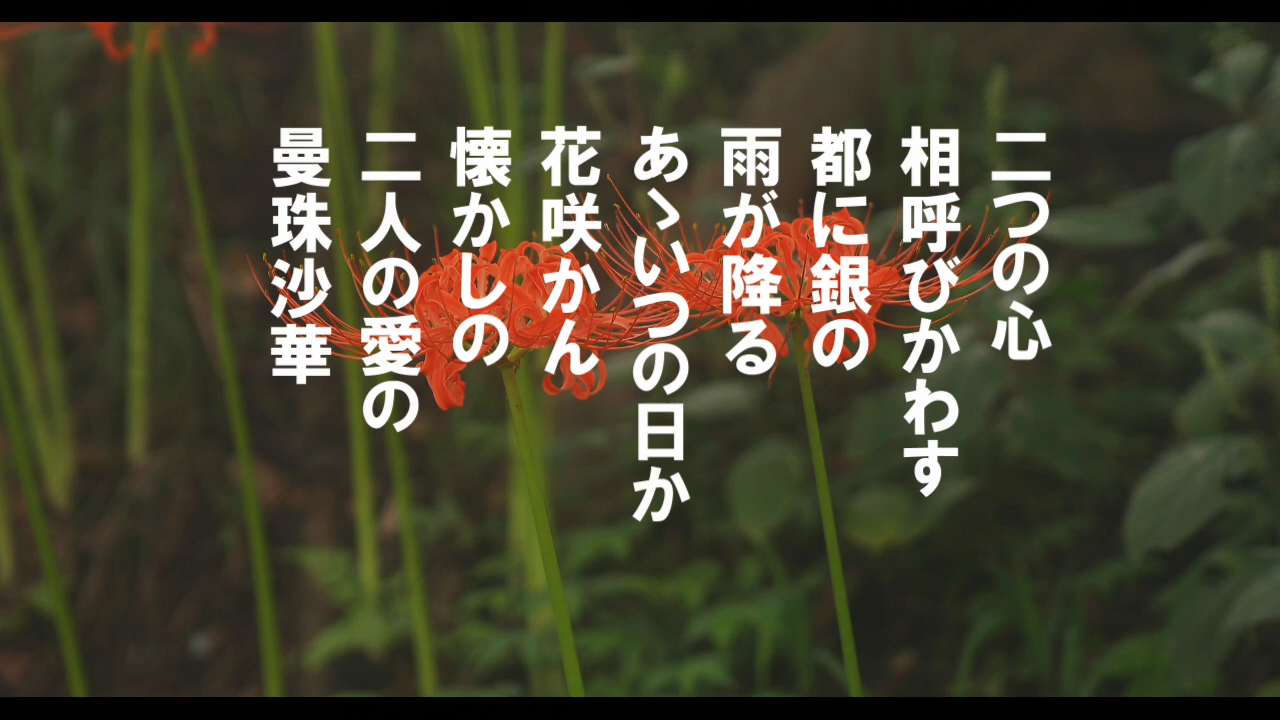 二つの心
相呼びかわす
都に銀の
雨が降る
あゝいつの日か
花咲かん
懐かしの
二人の愛の
曼珠沙華